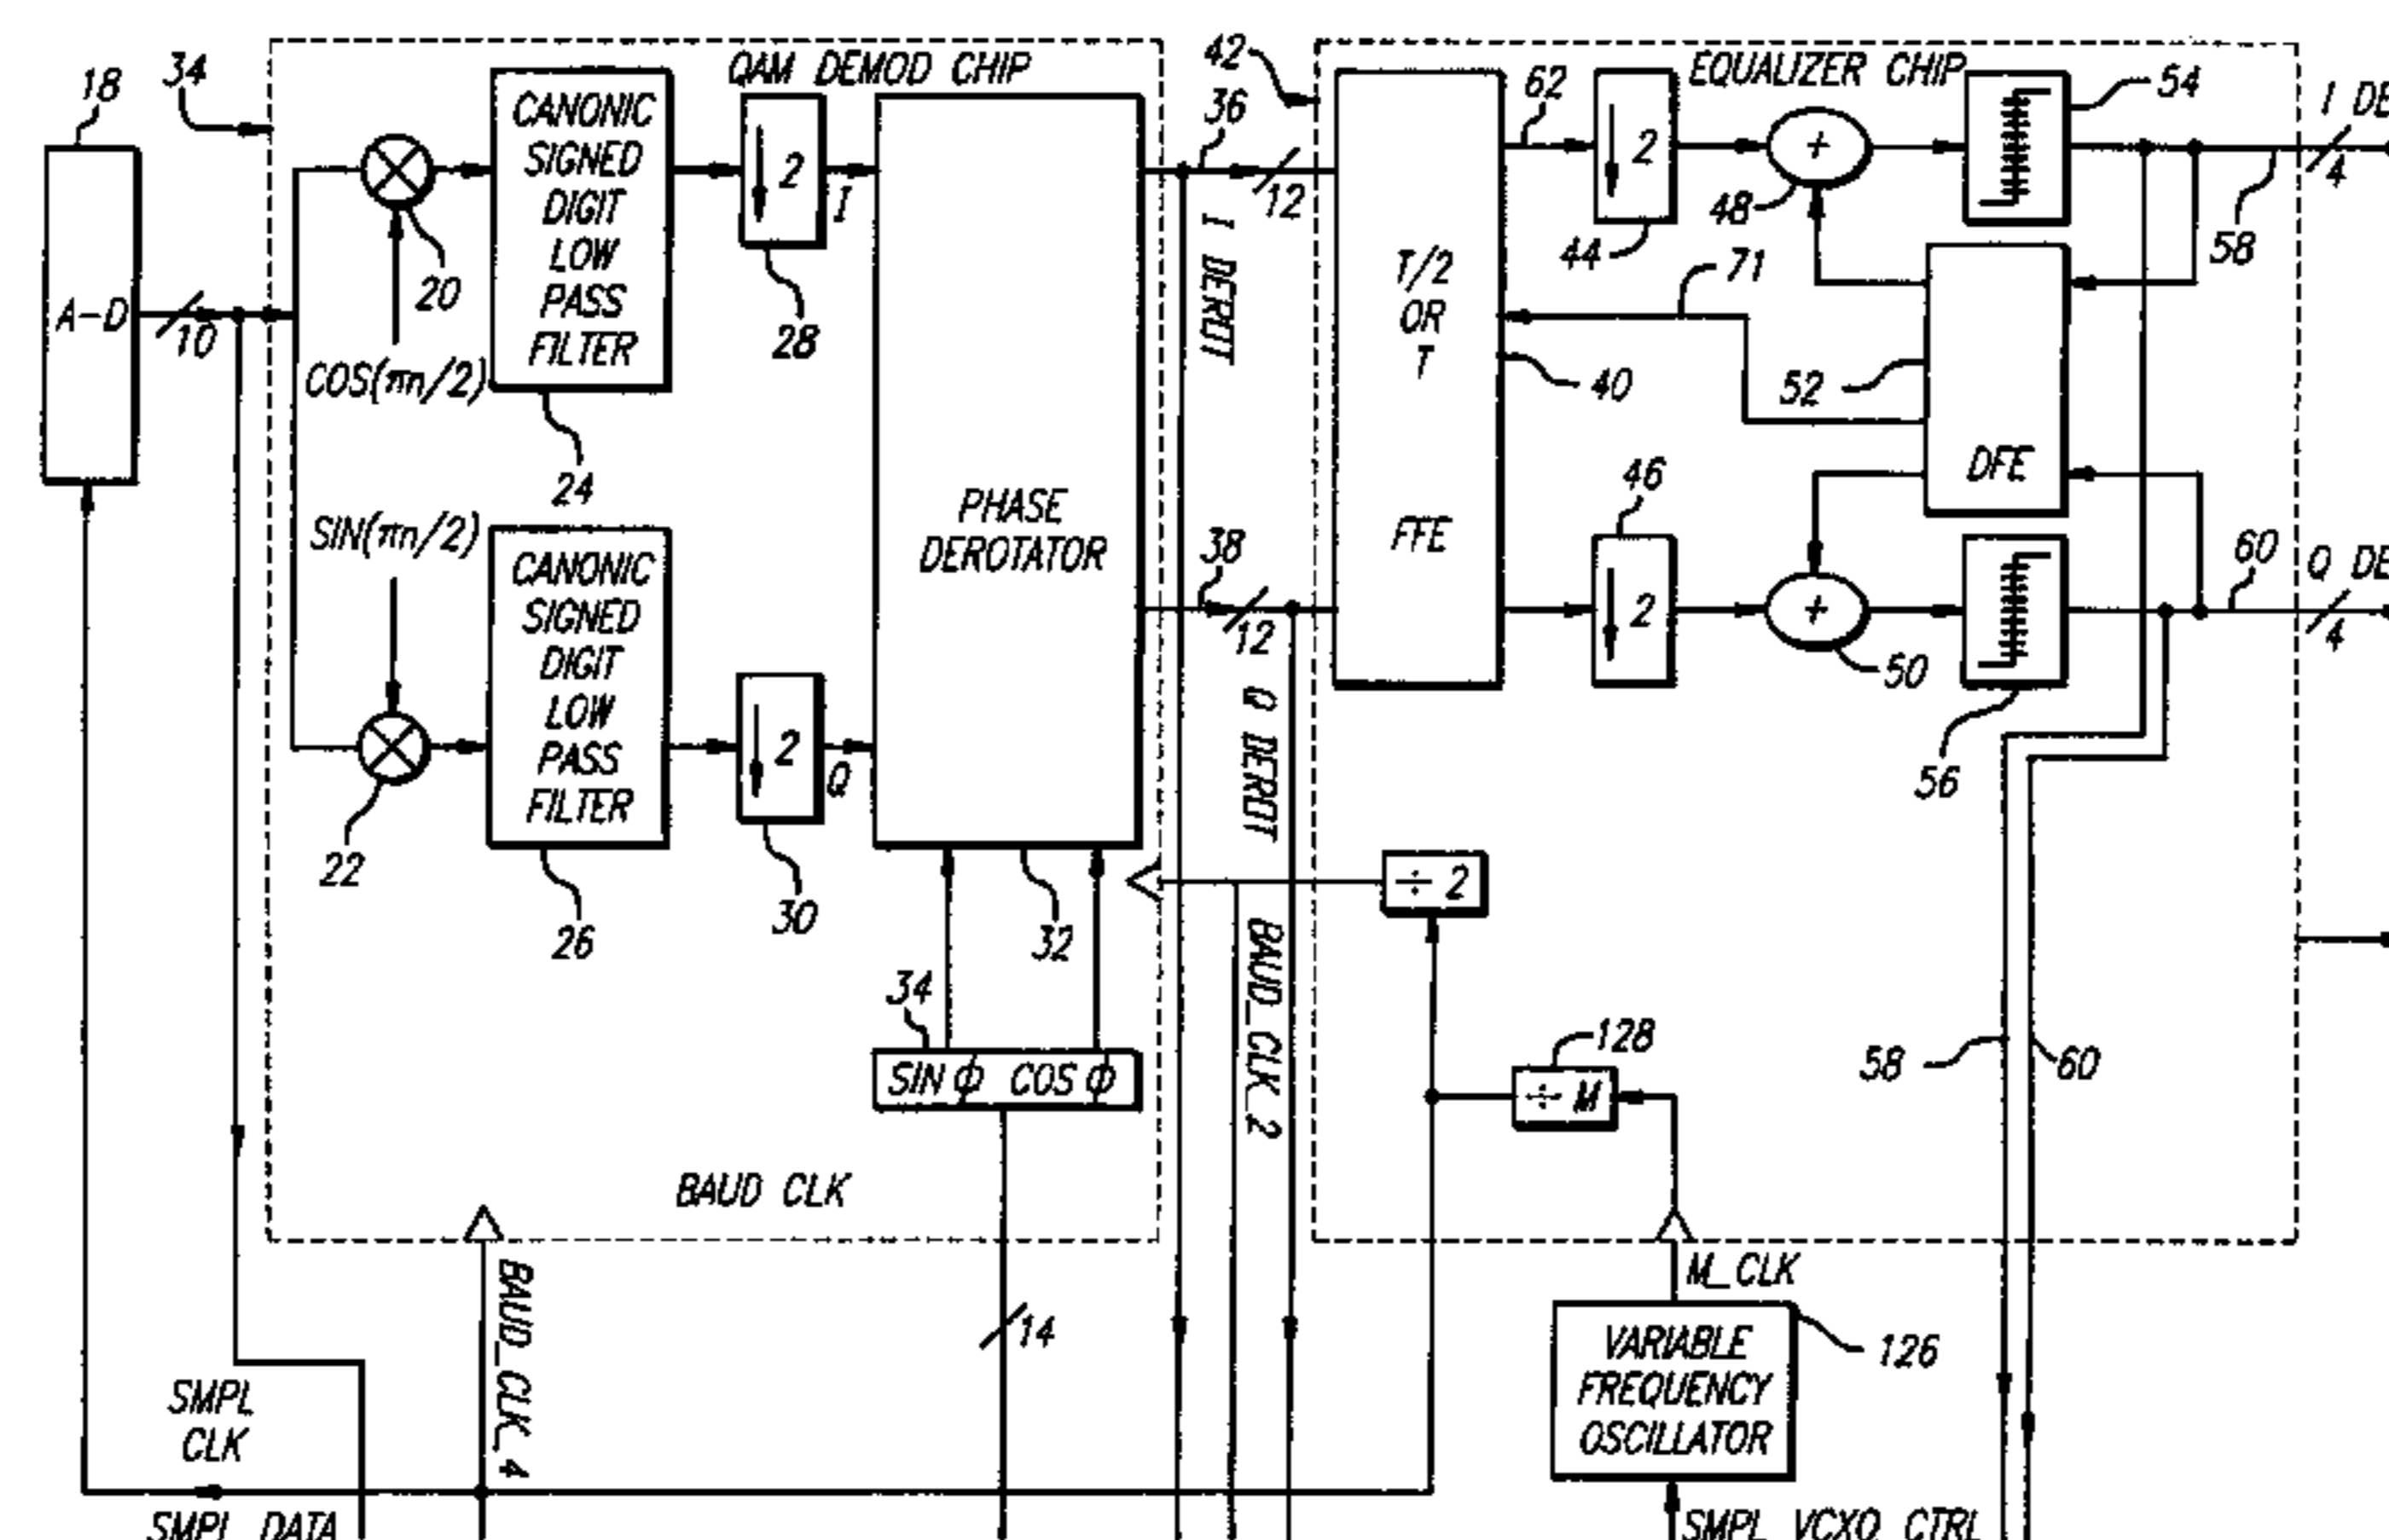 QAM DEMOD CHIP
EQUALIZER CHIP
18
34
42
36
62
54
I DE
CANONIC
SIGNED
DIGIT
LOW
PASS
FILTER
2
I
2
+
4
12
48
58
20
44
71
A-D
10
28
I DEROT
T/2
OR
T
40
52
COS(πn/2)
24
DFE
46
SIN(πn/2)
PHASE
DEROTATOR
FFE
38
60
Q DE
CANONIC
SIGNED
DIGIT
LOW
PASS
FILTER
12
2
+
4
50
2
Q
Q DEROT
56
22
26
30
32
÷ 2
BAUD_CLK_2
34
SIN Φ COS Φ
128
÷ M
58
60
BAUD CLK
BAUD_CLK_4
M_CLK
14
VARIABLE
FREQUENCY
OSCILLATOR
126
SMPL
CLK
SMPL DATA
SMPL VCXO CTRL